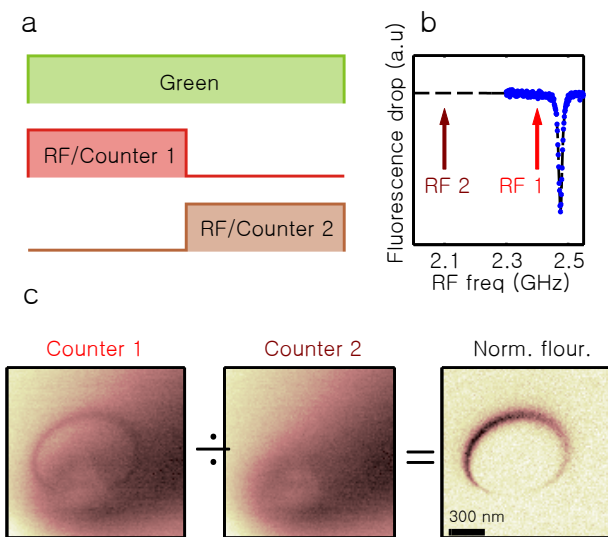 a
Green
RF/Counter 1
RF/Counter 2
b
Fluorescence drop (a.u)
RF 2
RF 1
2.1
2.3
2.5
RF freq (GHz)
c
Counter 1
Counter 2
Norm. flour.
÷
=
300 nm